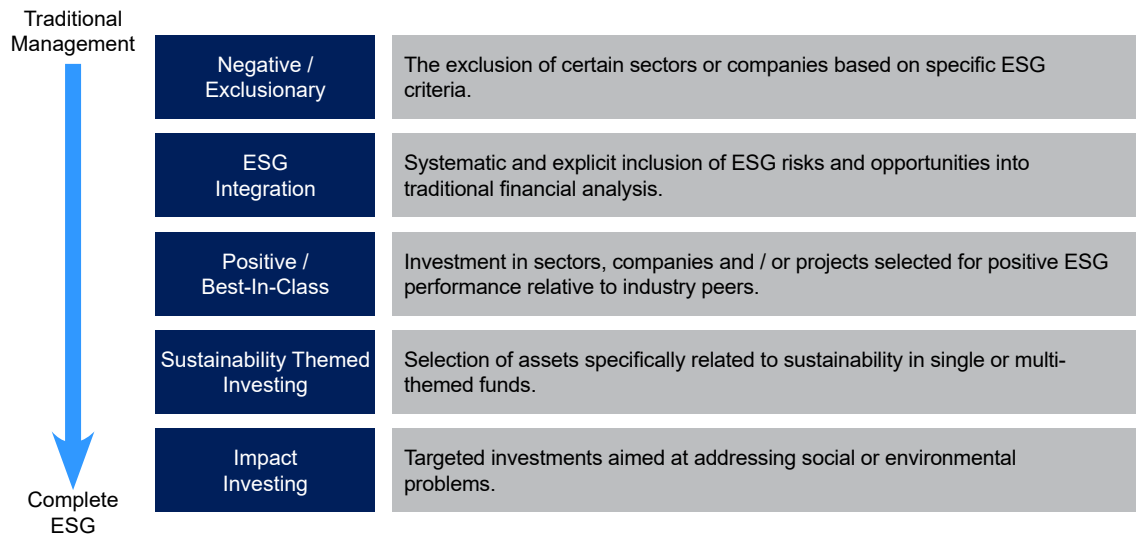 Traditional
Management
Negative /
Exclusionary
The exclusion of certain sectors or companies based on specific ESG
criteria.
ESG
Integration
Systematic and explicit inclusion of ESG risks and opportunities into
traditional financial analysis.
Positive /
Best-In-Class
Investment in sectors, companies and / or projects selected for positive ESG
performance relative to industry peers.
Sustainability Themed
Investing
Selection of assets specifically related to sustainability in single or multi-
themed funds.
Impact
Investing
Targeted investments aimed at addressing social or environmental
problems.
Complete
ESG